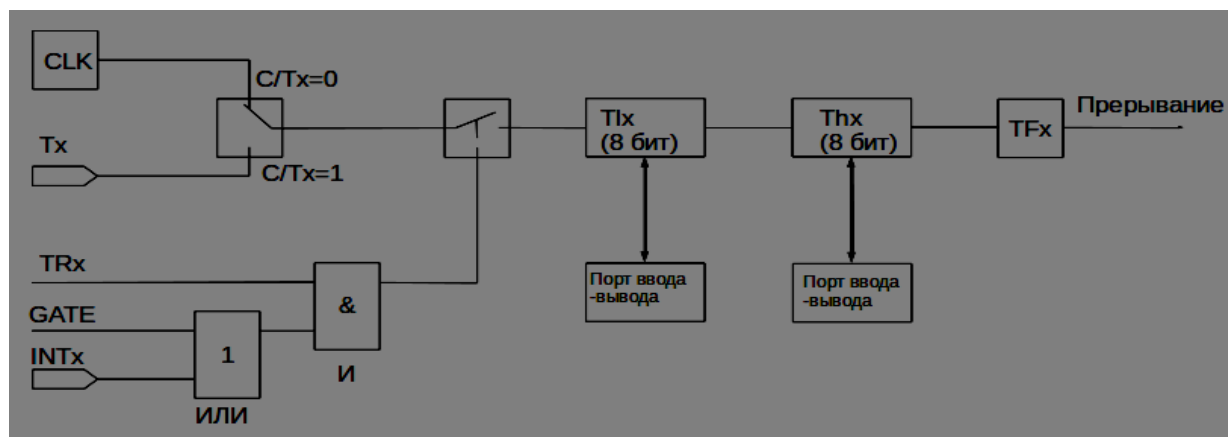 CLK
C/Tx=0
Tx
C/Tx=1
Tlx
(8 бит)
Thx
(8 бит)
TFx
Прерывание
TRx
GATE
INTx
1
ИЛИ
&
И
Порт ввода
-вывода
Порт ввода
-вывода